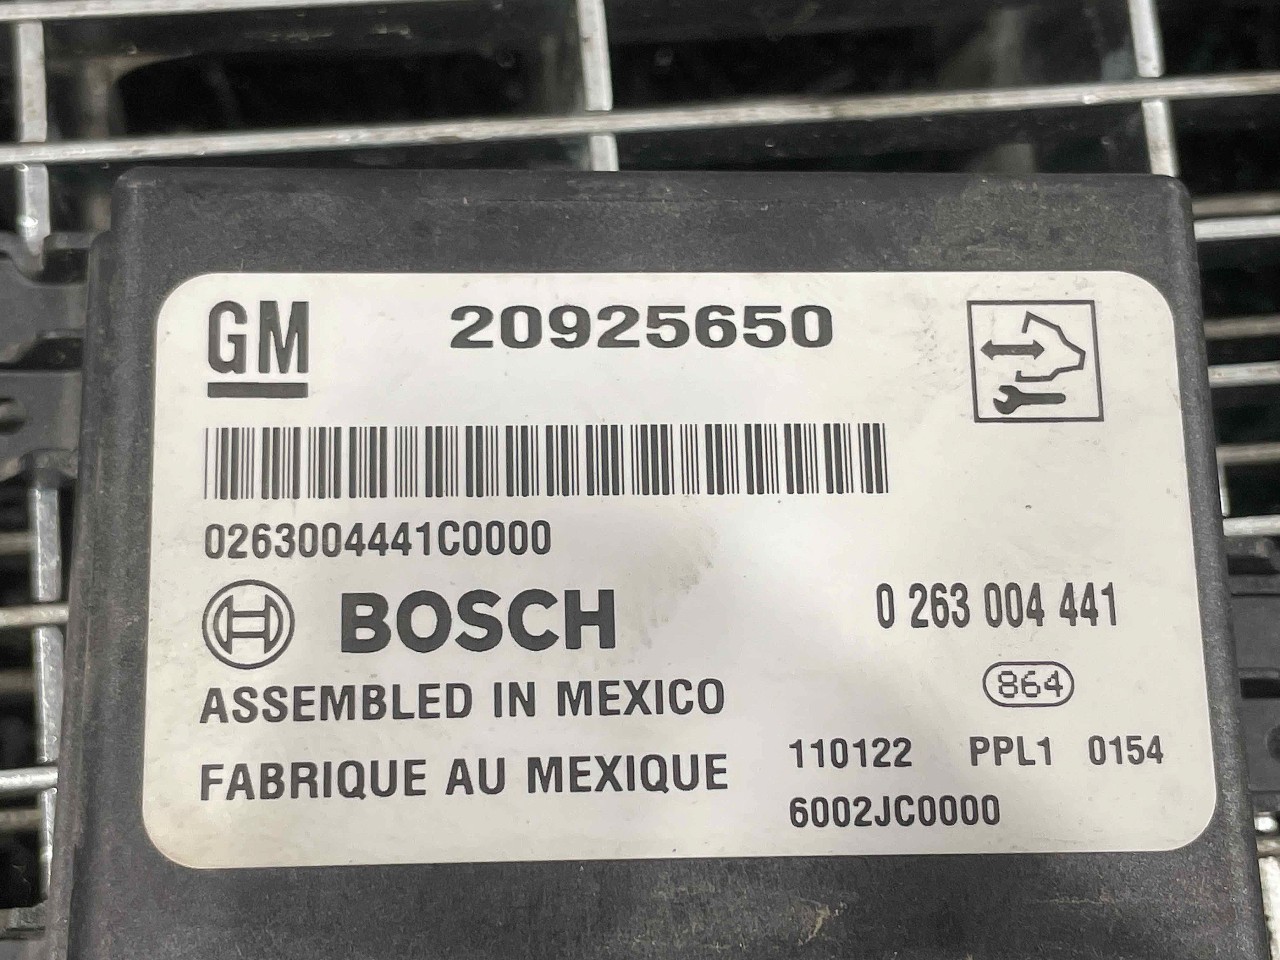 GM 20925650
0263004441C0000
BOSCH 0 263 004 441
864
ASSEMBLED IN MEXICO
FABRIQUE AU MEXIQUE
110122 PPL1 0154
6002JC0000